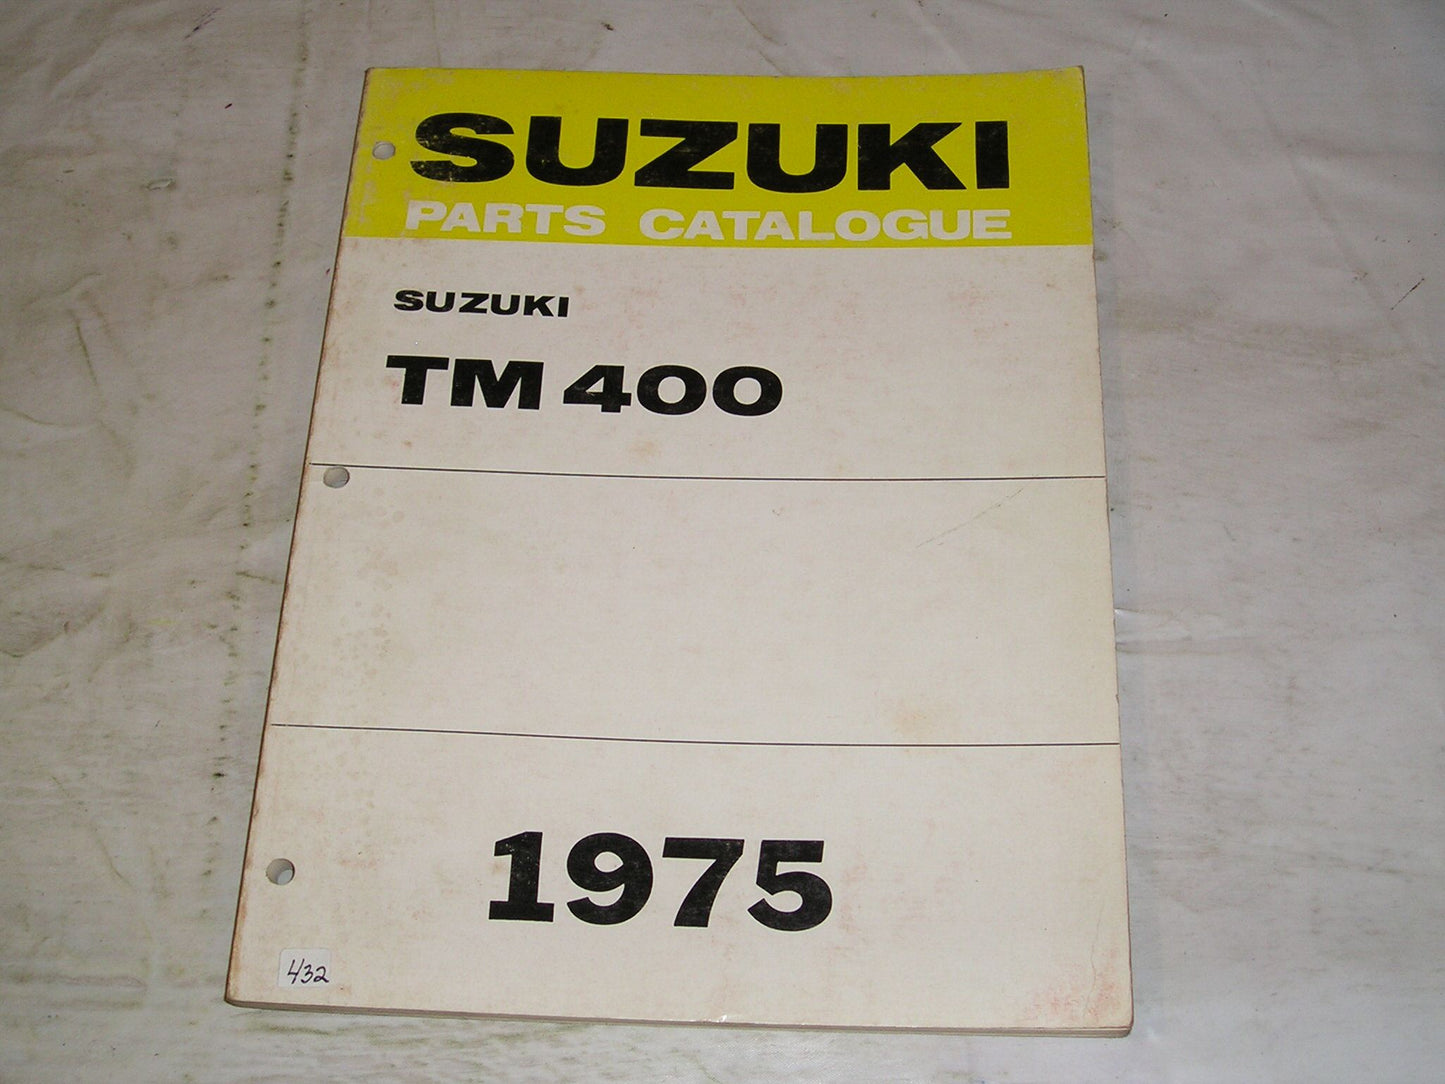 SUZUKI
PARTS CATALOGUE
SUZUKI
TM 400
1975
432